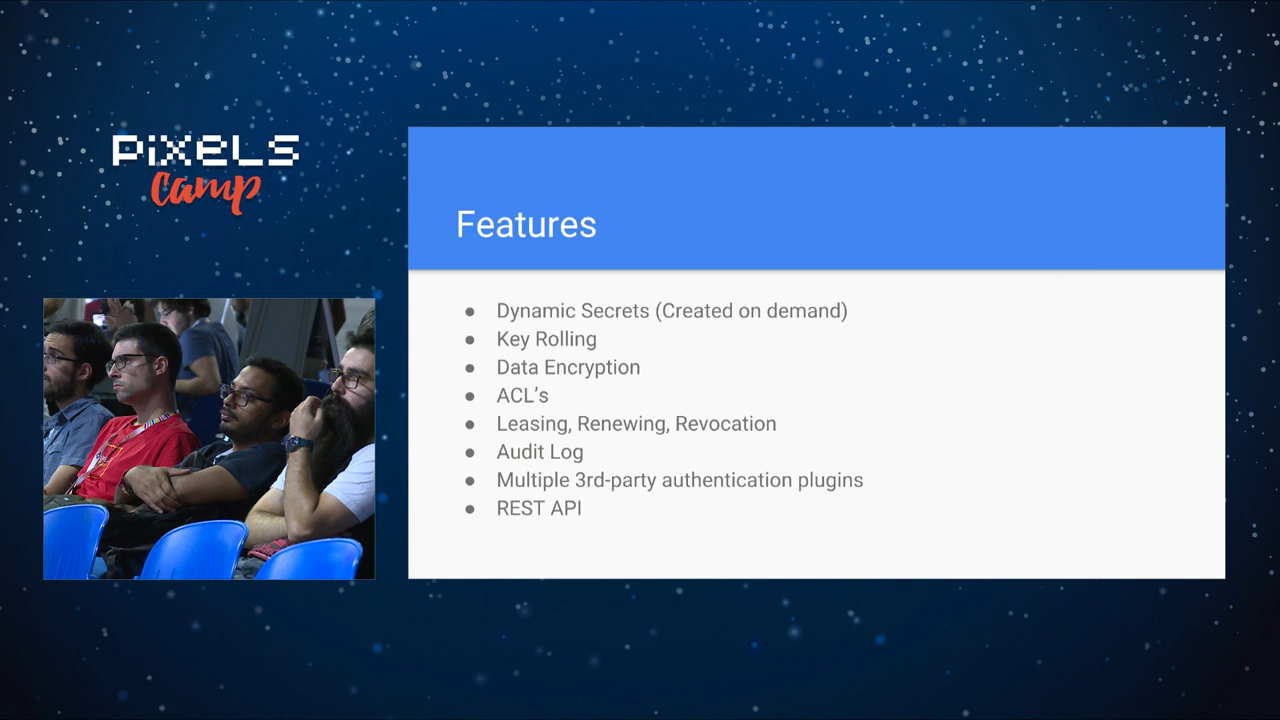 pixels
camp
Features
● Dynamic Secrets (Created on demand)
● Key Rolling
● Data Encryption
● ACL’s
● Leasing, Renewing, Revocation
● Audit Log
● Multiple 3rd-party authentication plugins
● REST API